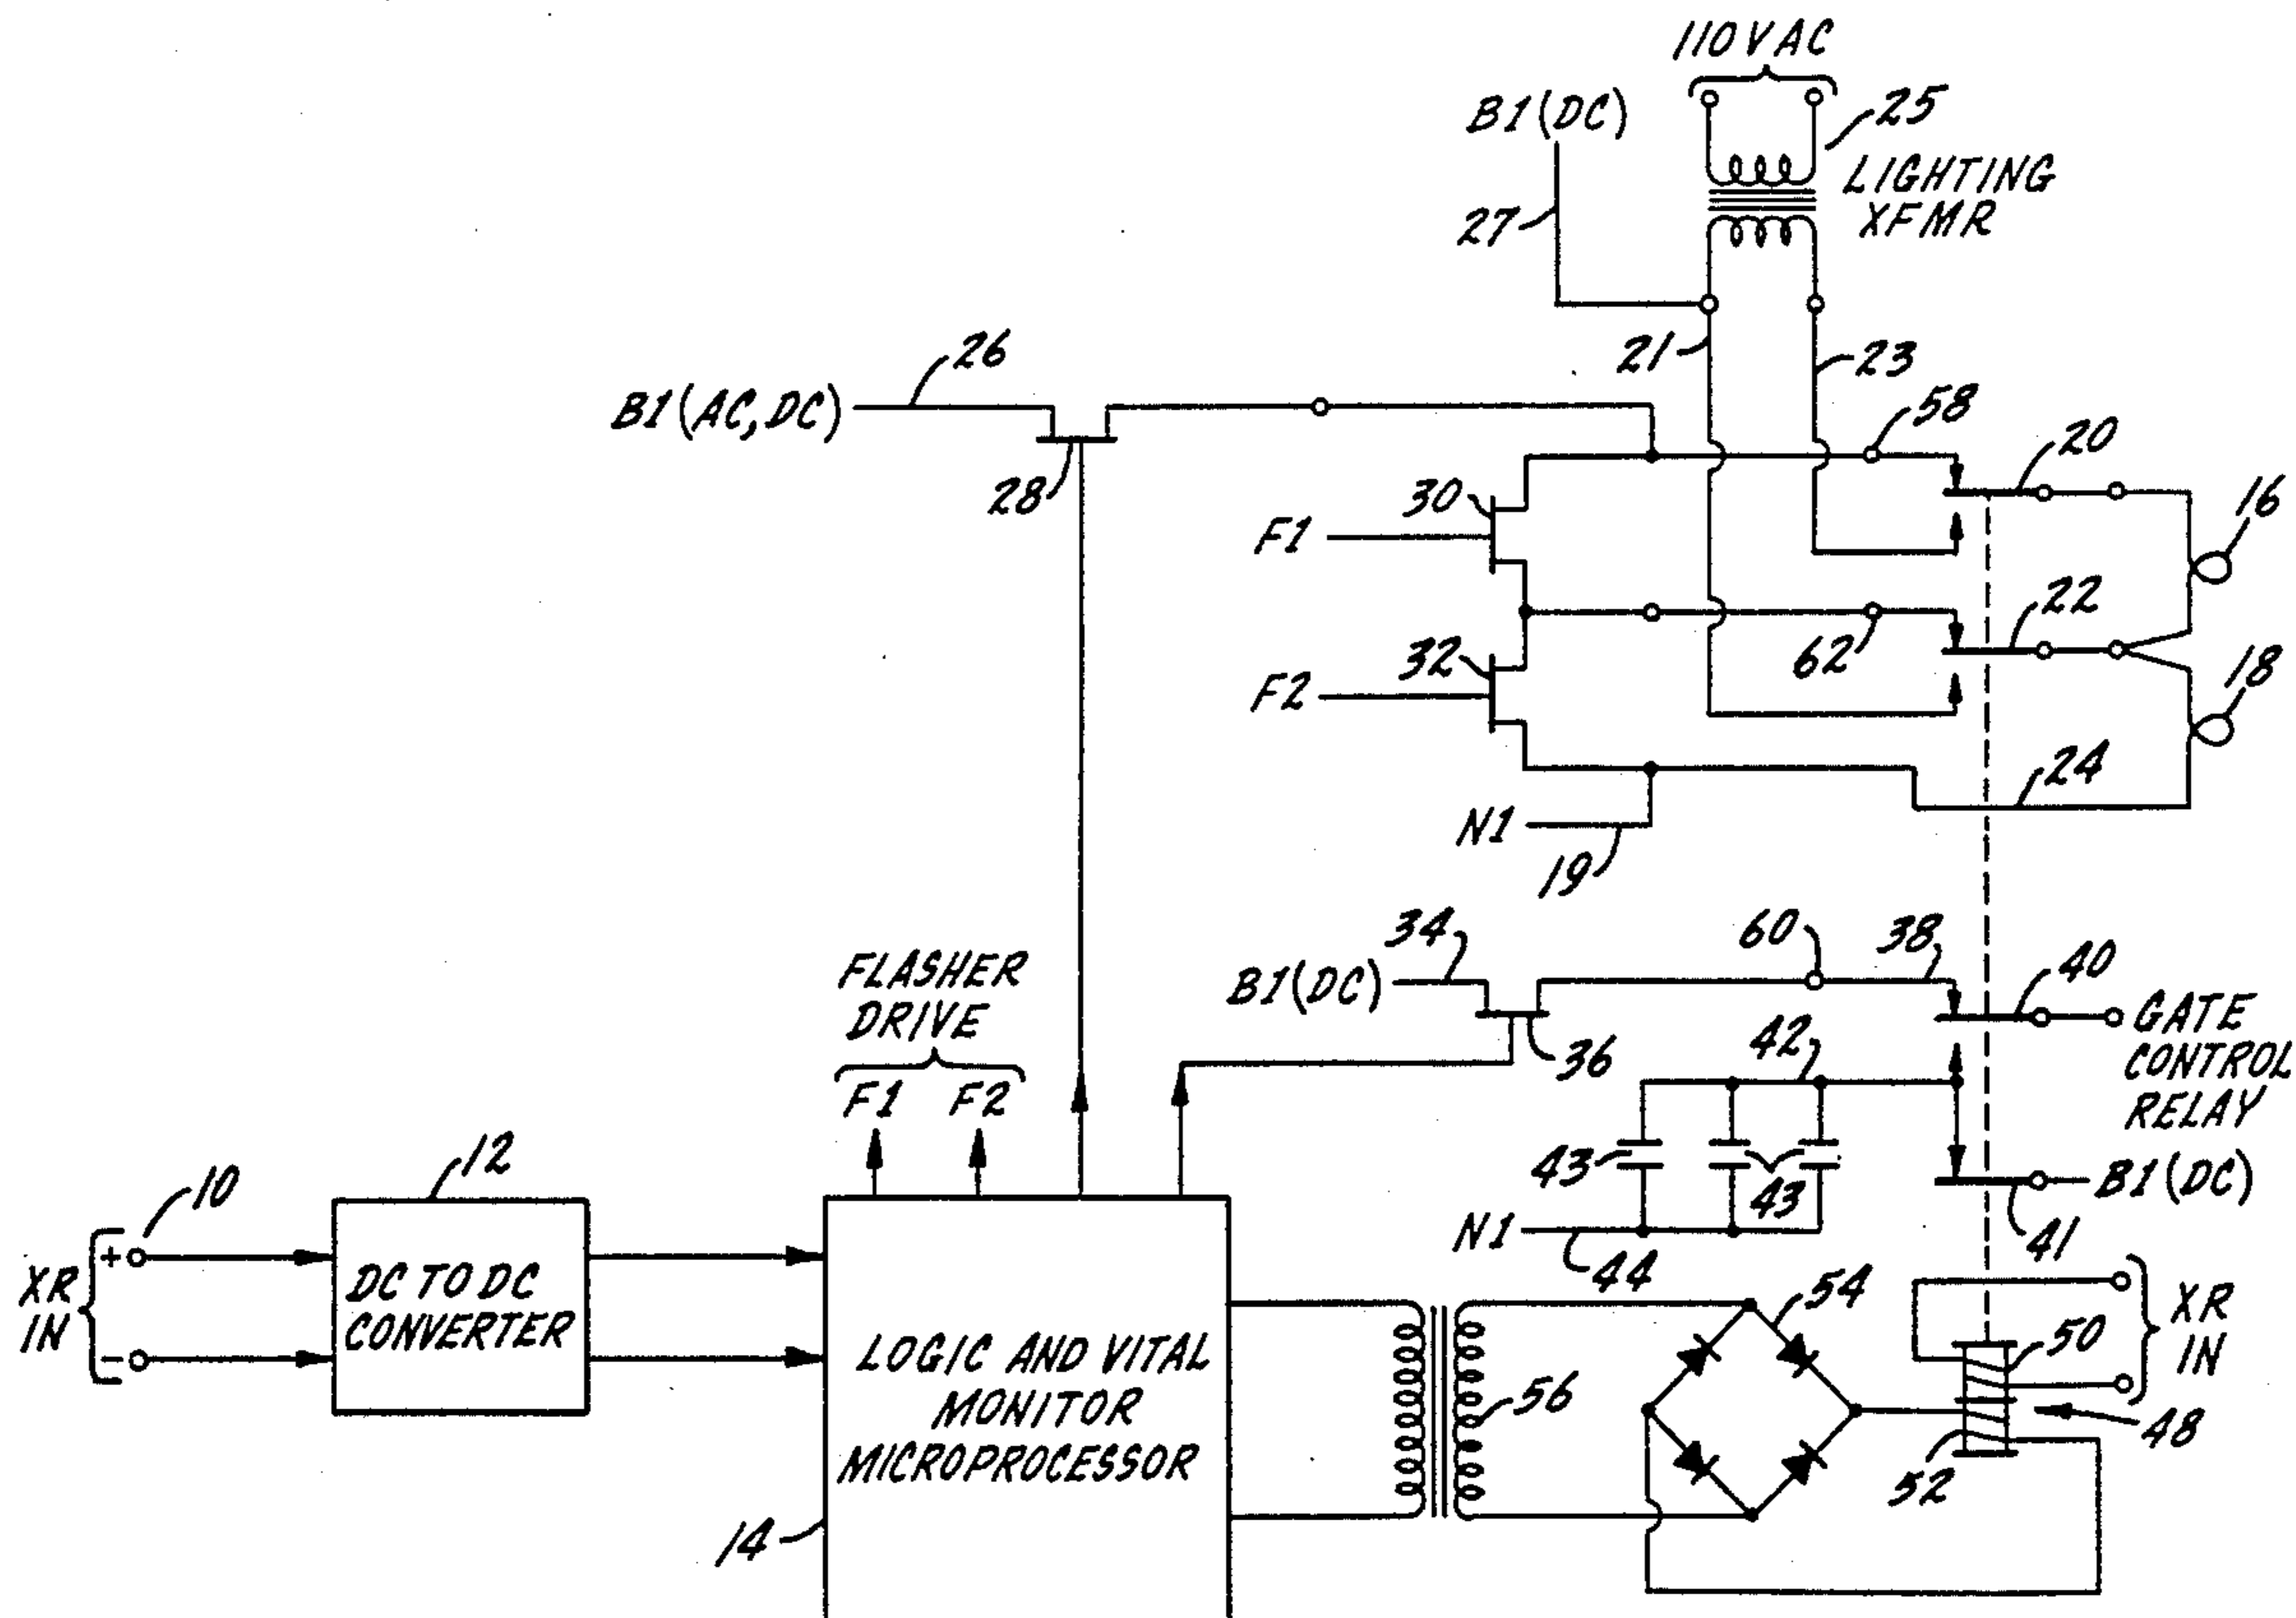 110 VAC
B1(DC)
25
LIGHTING
XFMR
27
21
23
26
B1(AC,DC)
28
58
20
16
30
F1
22
62
18
32
F2
24
N1
19
34
60
38
B1(DC)
36
40
GATE
CONTROL
RELAY
42
FLASHER
DRIVE
F1 F2
43
43
B1(DC)
41
N1
44
10
12
XR
IN
+
-
DC TO DC
CONVERTER
LOGIC AND VITAL
MONITOR
MICROPROCESSOR
14
56
54
50
XR
IN
48
52